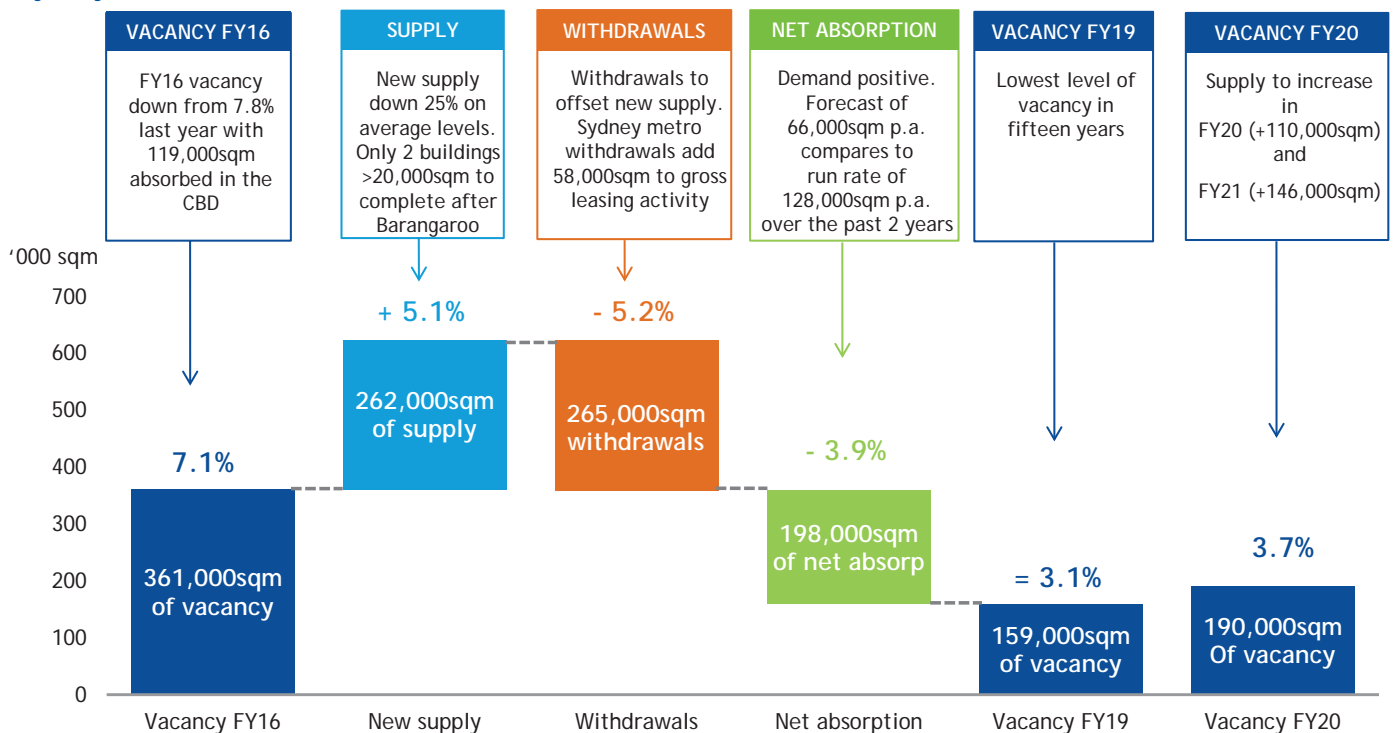 VACANCY FY16
FY16 vacancy
down from 7.8%
last year with
119,000sqm
absorbed in the
CBD
SUPPLY
New supply
down 25% on
average levels.
Only 2 buildings
>20,000sqm to
complete after
Barangaroo
WITHDRAWALS
Withdrawals to
offset new supply.
Sydney metro
withdrawals add
58,000sqm to gross
leasing activity
NET ABSORPTION
Demand positive.
Forecast of
66,000sqm p.a.
compares to
run rate of
128,000sqm p.a.
over the past 2 years
VACANCY FY19
Lowest level of
vacancy in
fifteen years
VACANCY FY20
Supply to increase
in
FY20 (+110,000sqm)
and
FY21 (+146,000sqm)
'000 sqm
700
600
500
400
300
200
100
0
7.1%
361,000sqm
of vacancy
+ 5.1%
262,000sqm
of supply
- 5.2%
265,000sqm
withdrawals
- 3.9%
198,000sqm
of net absorp
= 3.1%
159,000sqm
of vacancy
3.7%
190,000sqm
Of vacancy
Vacancy FY16
New supply
Withdrawals
Net absorption
Vacancy FY19
Vacancy FY20